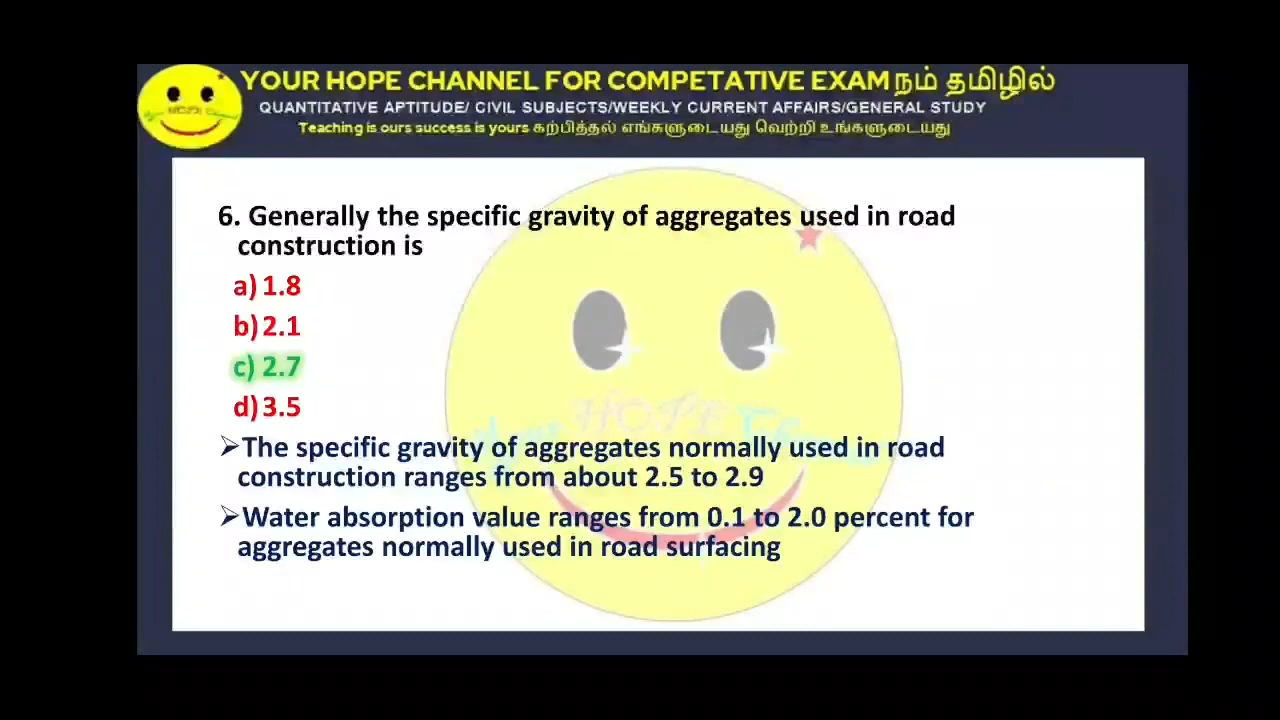 YOUR HOPE CHANNEL FOR COMPETATIVE EXAM நம் தமிழில்
QUANTITATIVE APTITUDE/ CIVIL SUBJECTS/WEEKLY CURRENT AFFAIRS/GENERAL STUDY
Teaching is ours success is yours கற்பித்தல் எங்களுடையது வெற்றி உங்களுடையது
6. Generally the specific gravity of aggregates used in road
construction is
a) 1.8
b) 2.1
c) 2.7
d) 3.5
➢The specific gravity of aggregates normally used in road
construction ranges from about 2.5 to 2.9
➢Water absorption value ranges from 0.1 to 2.0 percent for
aggregates normally used in road surfacing
HOPE